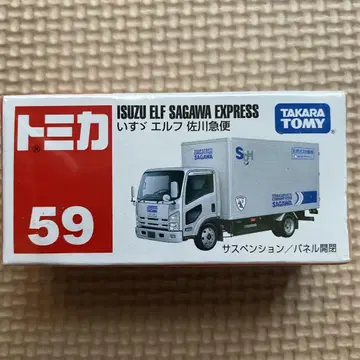 トミカ
59
ISUZU ELF SAGAWA EXPRESS
いすゞ エルフ 佐川急便
TAKARA TOMY
SGH
SAGAWA
サスペンション／パネル開閉